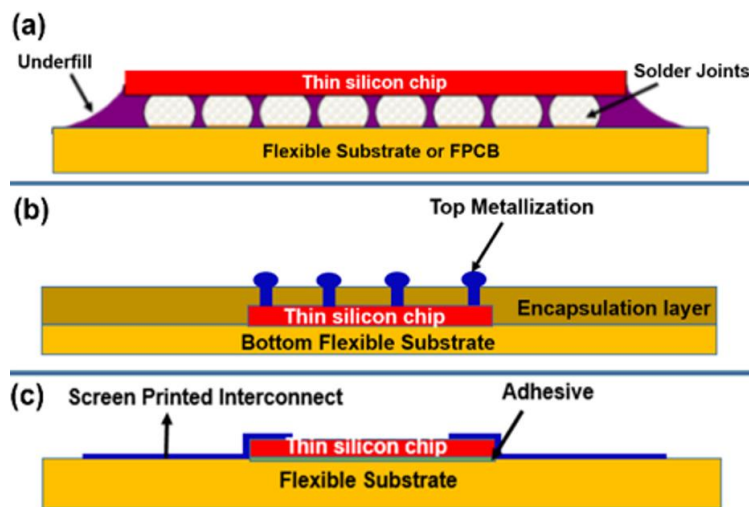 (a)
Underfill
Thin silicon chip
Solder Joints
Flexible Substrate or FPCB
(b)
Top Metallization
Thin silicon chip
Encapsulation layer
Bottom Flexible Substrate
(c)
Screen Printed Interconnect
Adhesive
Thin silicon chip
Flexible Substrate